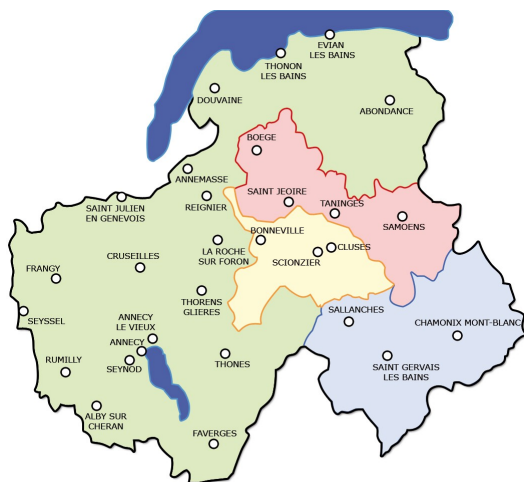 EVIAN
LES BAINS
THONON
LES BAINS
DOUVAINE
ABONDANCE
BOEGE
ANNEMASSE
SAINT JULIEN
EN GENEVOIS
REIGNIER
SAINT JEOIRE
TANINGES
SAMOENS
BONNEVILLE
LA ROCHE
SUR FORON
CLUSES
SCIONZIER
CRUSEILLES
FRANGY
THORENS
GLIERES
SEYSSEL
SALLANCHES
CHAMONIX MONT-BLANC
ANNECY
LE VIEUX
ANNECY
SEYNOD
RUMILLY
THONES
SAINT GERVAIS
LES BAINS
ALBY SUR
CHERAN
FAVERGES